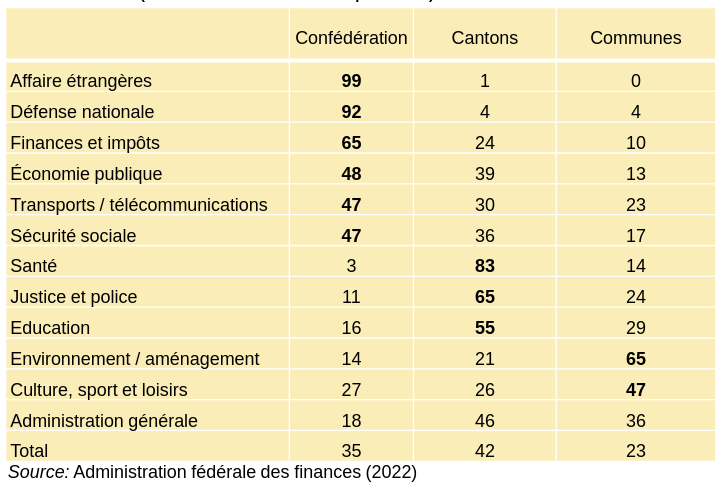 Confédération Cantons Communes
Affaire étrangères 99 1 0
Défense nationale 92 4 4
Finances et impôts 65 24 10
Économie publique 48 39 13
Transports / télécommunications 47 30 23
Sécurité sociale 47 36 17
Santé 3 83 14
Justice et police 11 65 24
Education 16 55 29
Environnement / aménagement 14 21 65
Culture, sport et loisirs 27 26 47
Administration générale 18 46 36
Total 35 42 23
Source: Administration fédérale des finances (2022)